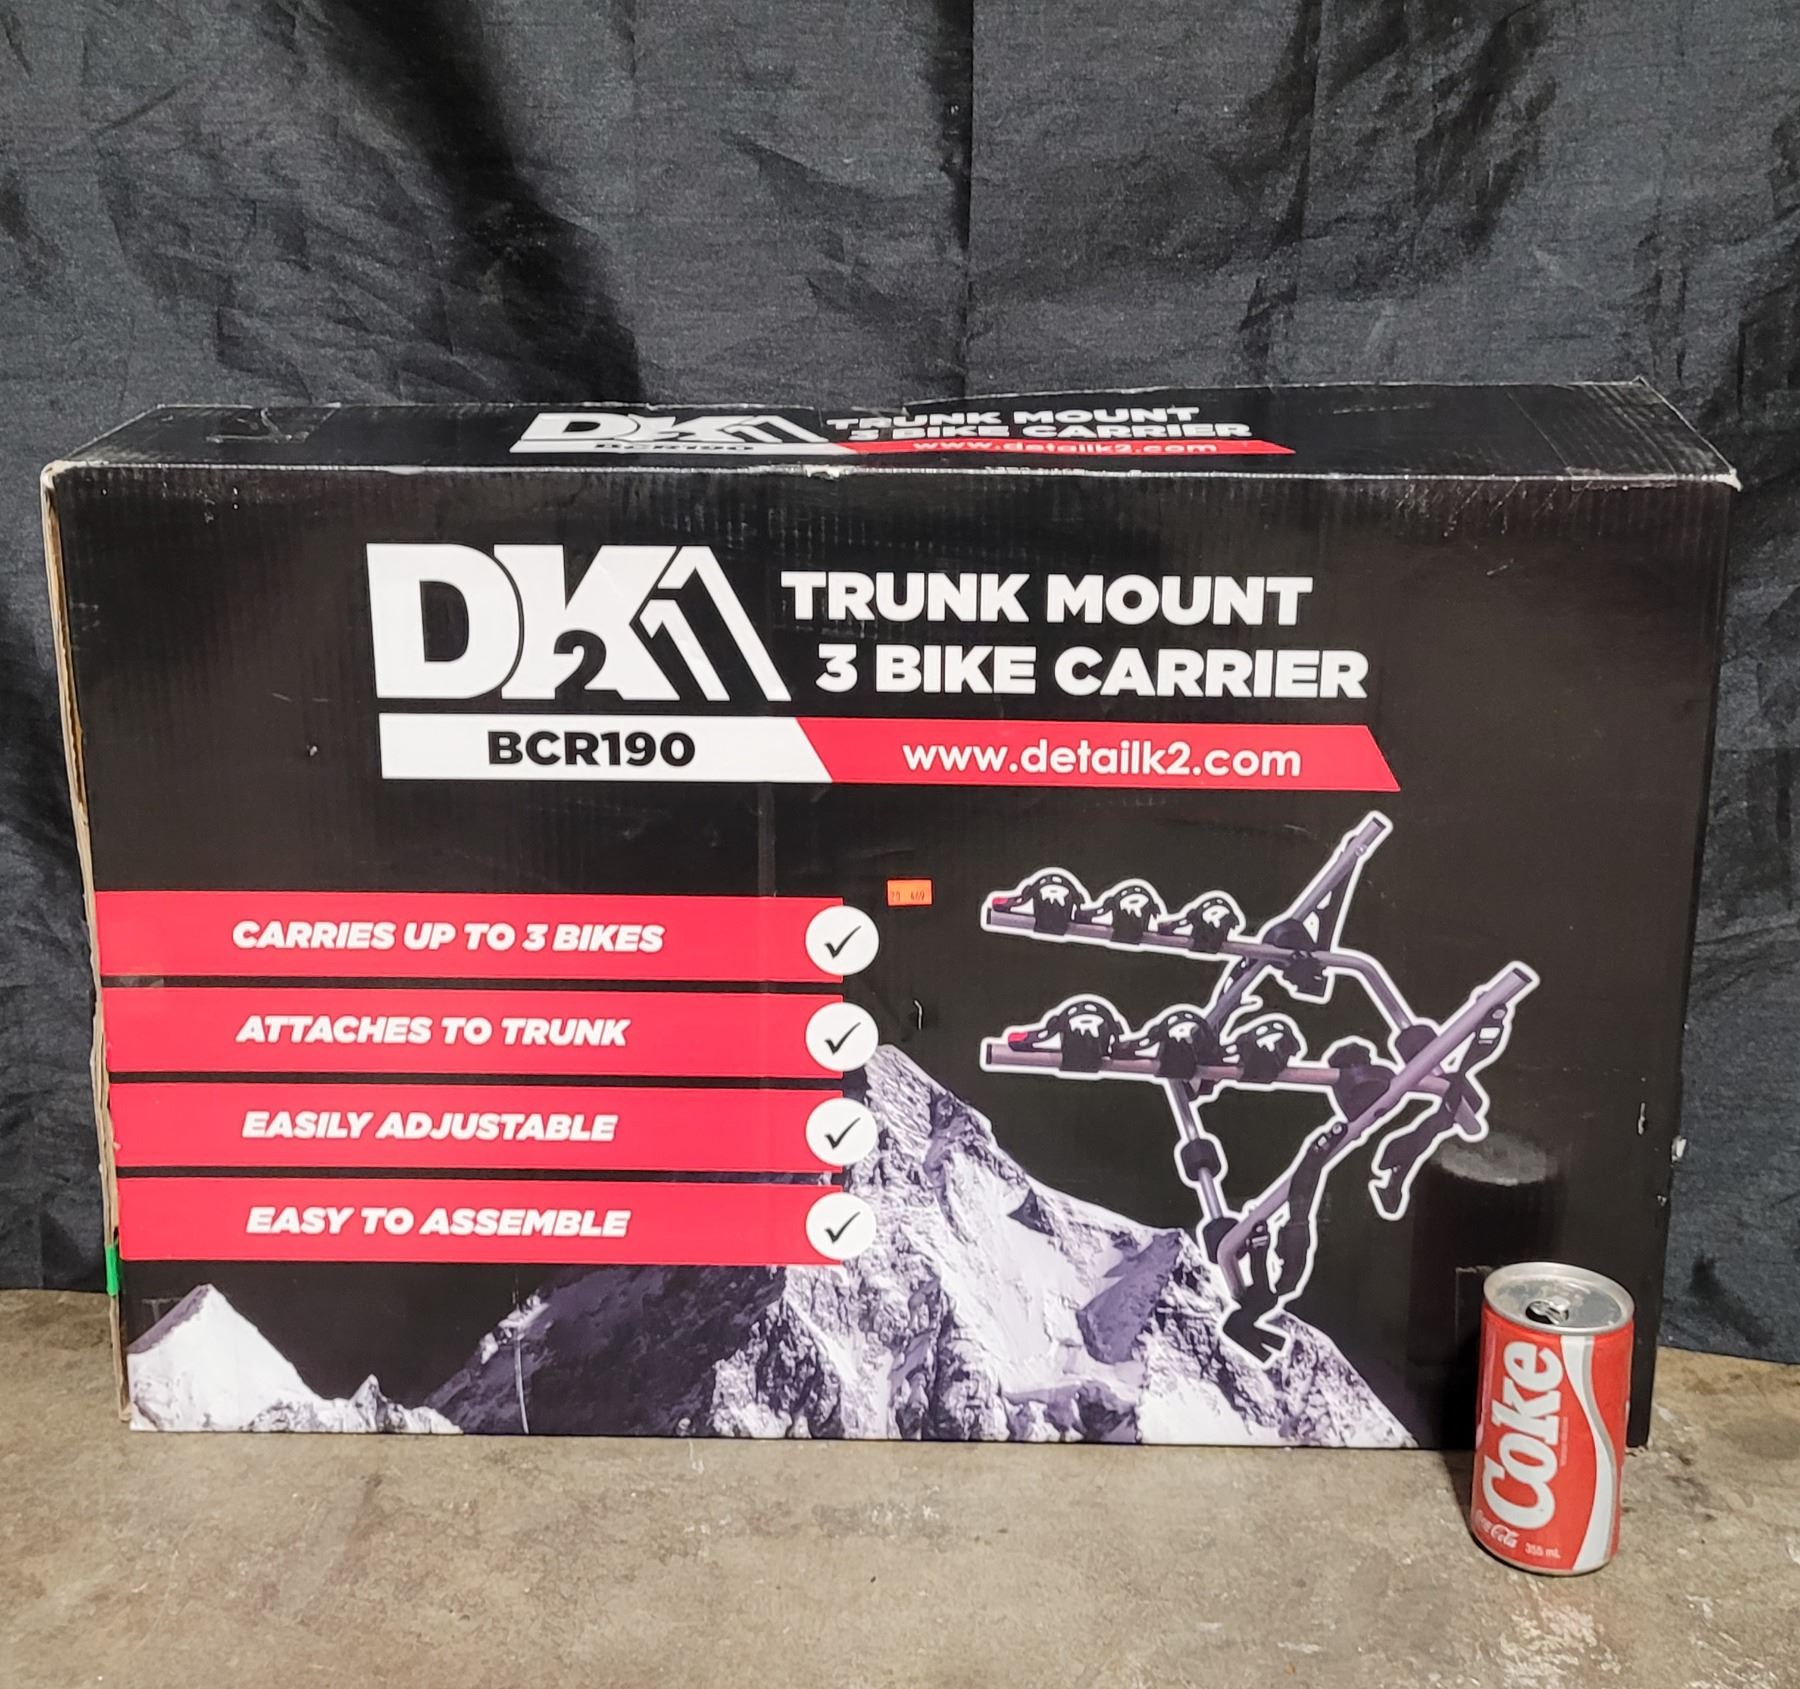 DK2
TRUNK MOUNT
3 BIKE CARRIER
BCR190
www.detailk2.com
DK2
TRUNK MOUNT
3 BIKE CARRIER
BCR190
www.detailk2.com
CARRIES UP TO 3 BIKES
ATTACHES TO TRUNK
EASILY ADJUSTABLE
EASY TO ASSEMBLE
Coke
Coca-Cola
355 mL